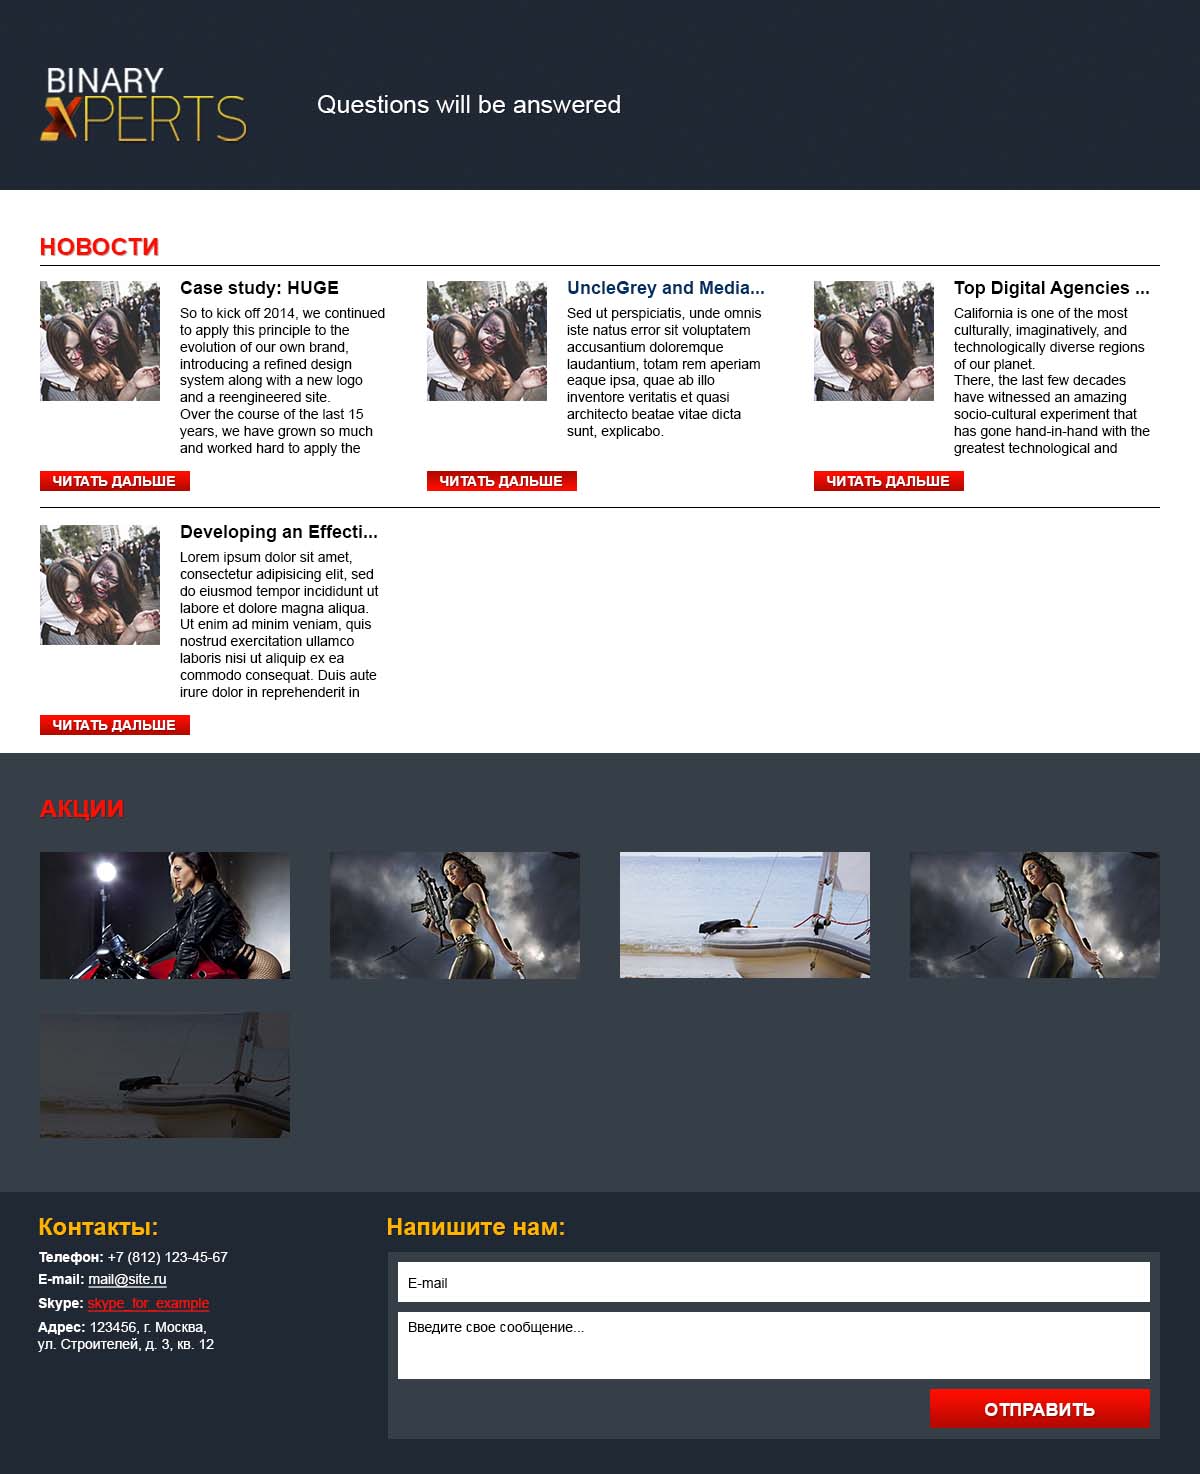 BINARY
XPERTS
Questions will be answered
НОВОСТИ
Case study: HUGE
So to kick off 2014, we continued
to apply this principle to the
evolution of our own brand,
introducing a refined design
system along with a new logo
and a reengineered site.
Over the course of the last 15
years, we have grown so much
and worked hard to apply the
ЧИТАТЬ ДАЛЬШЕ
UncleGrey and Media...
Sed ut perspiciatis, unde omnis
iste natus error sit voluptatem
accusantium doloremque
laudantium, totam rem aperiam
eaque ipsa, quae ab illo
inventore veritatis et quasi
architecto beatae vitae dicta
sunt, explicabo.
ЧИТАТЬ ДАЛЬШЕ
Top Digital Agencies ...
California is one of the most
culturally, imaginatively, and
technologically diverse regions
of our planet.
There, the last few decades
have witnessed an amazing
socio-cultural experiment that
has gone hand-in-hand with the
greatest technological and
ЧИТАТЬ ДАЛЬШЕ
Developing an Effecti...
Lorem ipsum dolor sit amet,
consectetur adipisicing elit, sed
do eiusmod tempor incididunt ut
labore et dolore magna aliqua.
Ut enim ad minim veniam, quis
nostrud exercitation ullamco
laboris nisi ut aliquip ex ea
commodo consequat. Duis aute
irure dolor in reprehenderit in
ЧИТАТЬ ДАЛЬШЕ
АКЦИИ
Контакты:
Телефон: +7 (812) 123-45-67
E-mail: mail@site.ru
Skype: skype_for_example
Адрес: 123456, г. Москва,
ул. Строителей, д. 3, кв. 12
Напишите нам:
E-mail
Введите свое сообщение...
ОТПРАВИТЬ